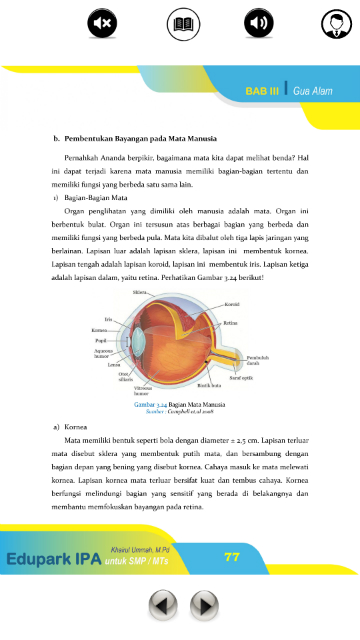 BAB III Gua Alam
b. Pembentukan Bayangan pada Mata Manusia
Pernahkah Ananda berpikir, bagaimana mata kita dapat melihat benda? Hal
ini dapat terjadi karena mata manusia memiliki bagian-bagian tertentu dan
memiliki fungsi yang berbeda satu sama lain.
1) Bagian-Bagian Mata
Organ penglihatan yang dimiliki oleh manusia adalah mata. Organ ini
berbentuk bulat. Organ ini tersusun atas berbagai bagian yang berbeda dan
memiliki fungsi yang berbeda pula. Mata kita dibalut oleh tiga lapis jaringan yang
berlainan. Lapisan luar adalah lapisan sklera, lapisan ini membentuk kornea.
Lapisan tengah adalah lapisan koroid, lapisan ini membentuk iris. Lapisan ketiga
adalah lapisan dalam, yaitu retina. Perhatikan Gambar 3.24 berikut!
Sklera
Koroid
Iris
Retina
Kornea
Pupil
Aqueous
humor
Lensa
Pembuluh
darah
Otot
siliaris
Saraf optik
Vitreous
humor
Bintik buta
Gambar 3.24 Bagian Mata Manusia
Sumber : Campbell et.al 2008
a) Kornea
Mata memiliki bentuk seperti bola dengan diameter ± 2,5 cm. Lapisan terluar
mata disebut sklera yang membentuk putih mata, dan bersambung dengan
bagian depan yang bening yang disebut kornea. Cahaya masuk ke mata melewati
kornea. Lapisan kornea mata terluar bersifat kuat dan tembus cahaya. Kornea
berfungsi melindungi bagian yang sensitif yang berada di belakangnya dan
membantu memfokuskan bayangan pada retina.
Khairul Ummah, M.Pd
Edupark IPA untuk SMP / MTs
77